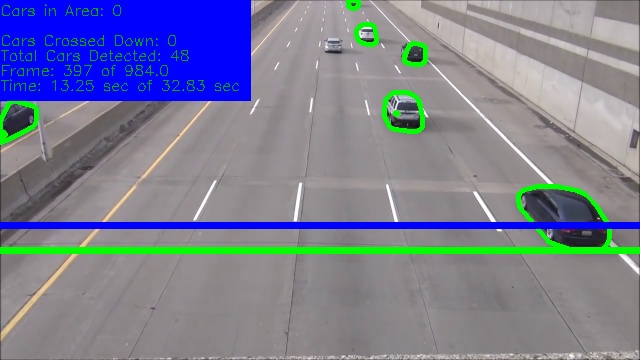 Cars in Area: 0
Cars Crossed Down: 0
Total Cars Detected: 48
Frame: 397 of 984.0
Time: 13.25 sec of 32.83 sec